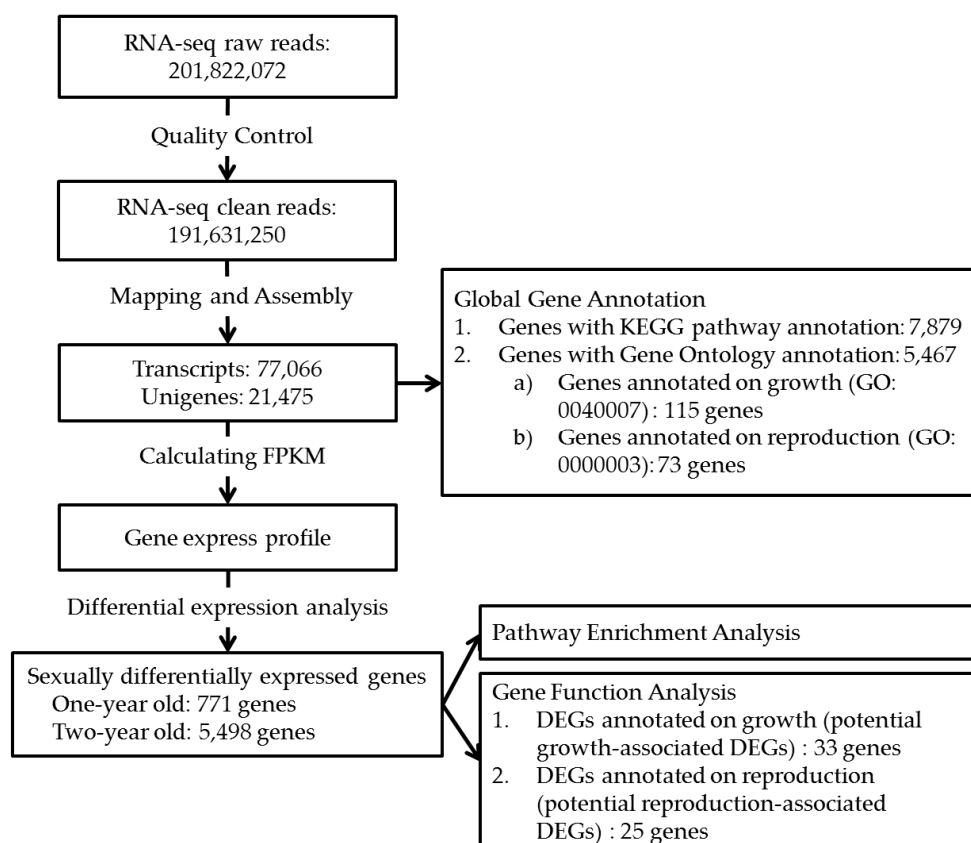 RNA-seq raw reads:
201,822,072
Quality Control
RNA-seq clean reads:
191,631,250
Mapping and Assembly
Transcripts: 77,066
Unigenes: 21,475
Global Gene Annotation
1. Genes with KEGG pathway annotation: 7,879
2. Genes with Gene Ontology annotation: 5,467
a) Genes annotated on growth (GO:
0040007) : 115 genes
b) Genes annotated on reproduction (GO:
0000003): 73 genes
Calculating FPKM
Gene express profile
Differential expression analysis
Sexually differentially expressed genes
One-year old: 771 genes
Two-year old: 5,498 genes
Pathway Enrichment Analysis
Gene Function Analysis
1. DEGs annotated on growth (potential
growth-associated DEGs) : 33 genes
2. DEGs annotated on reproduction
(potential reproduction-associated
DEGs) : 25 genes